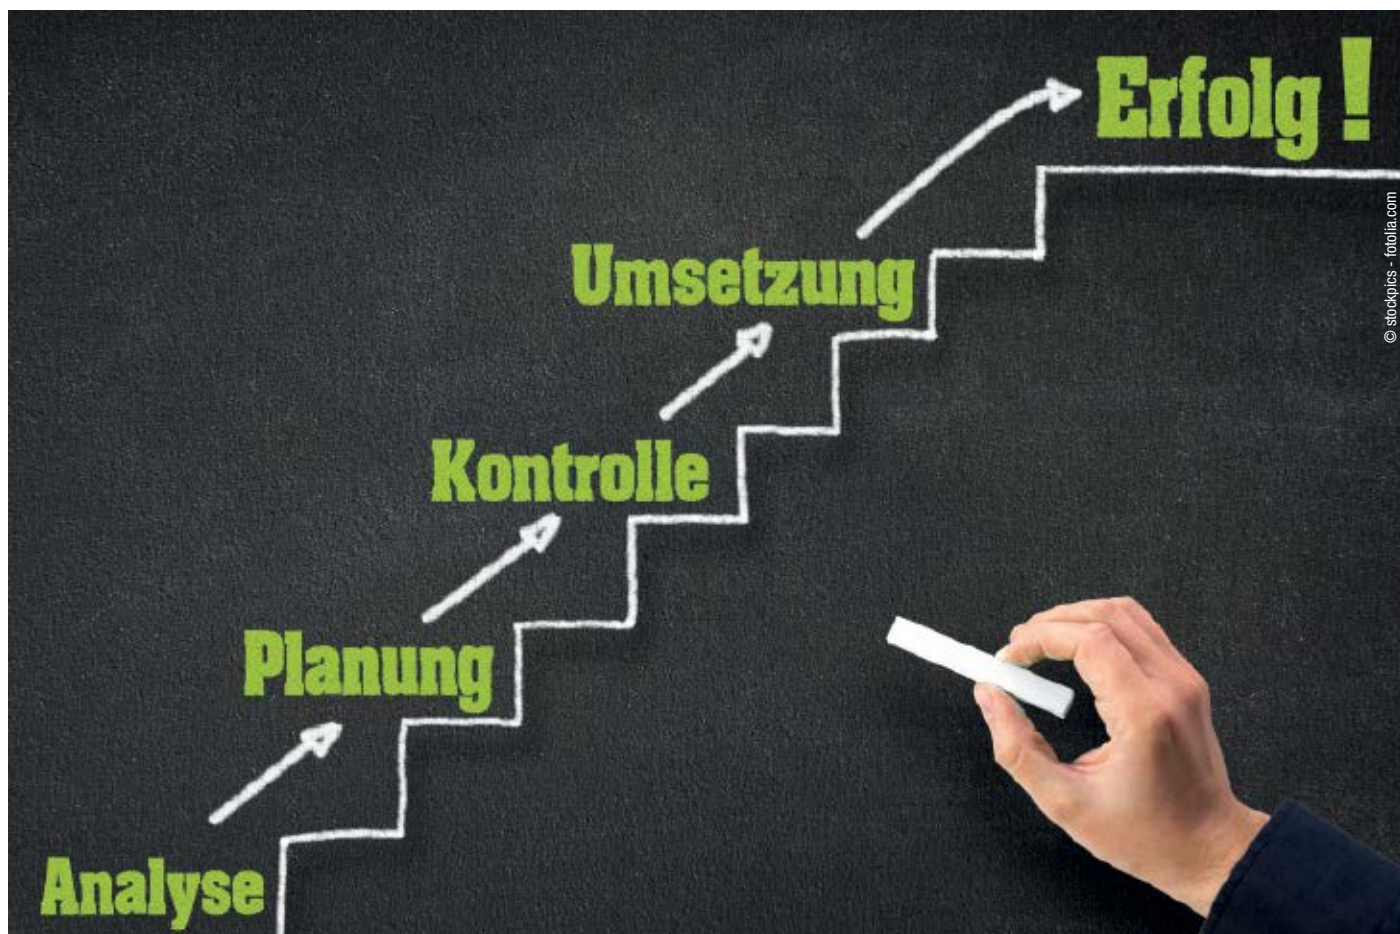 Erfolg !
Umsetzung
Kontrolle
Planung
Analyse
© stockpics - fotolia.com